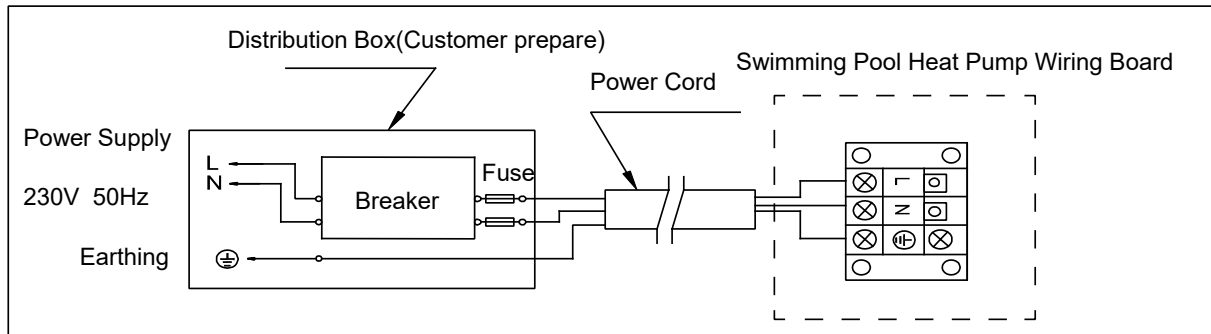 Distribution Box(Customer prepare)
Swimming Pool Heat Pump Wiring Board
Power Cord
Power Supply
L
N
Fuse
230V 50Hz
Breaker
Earthing
L
N